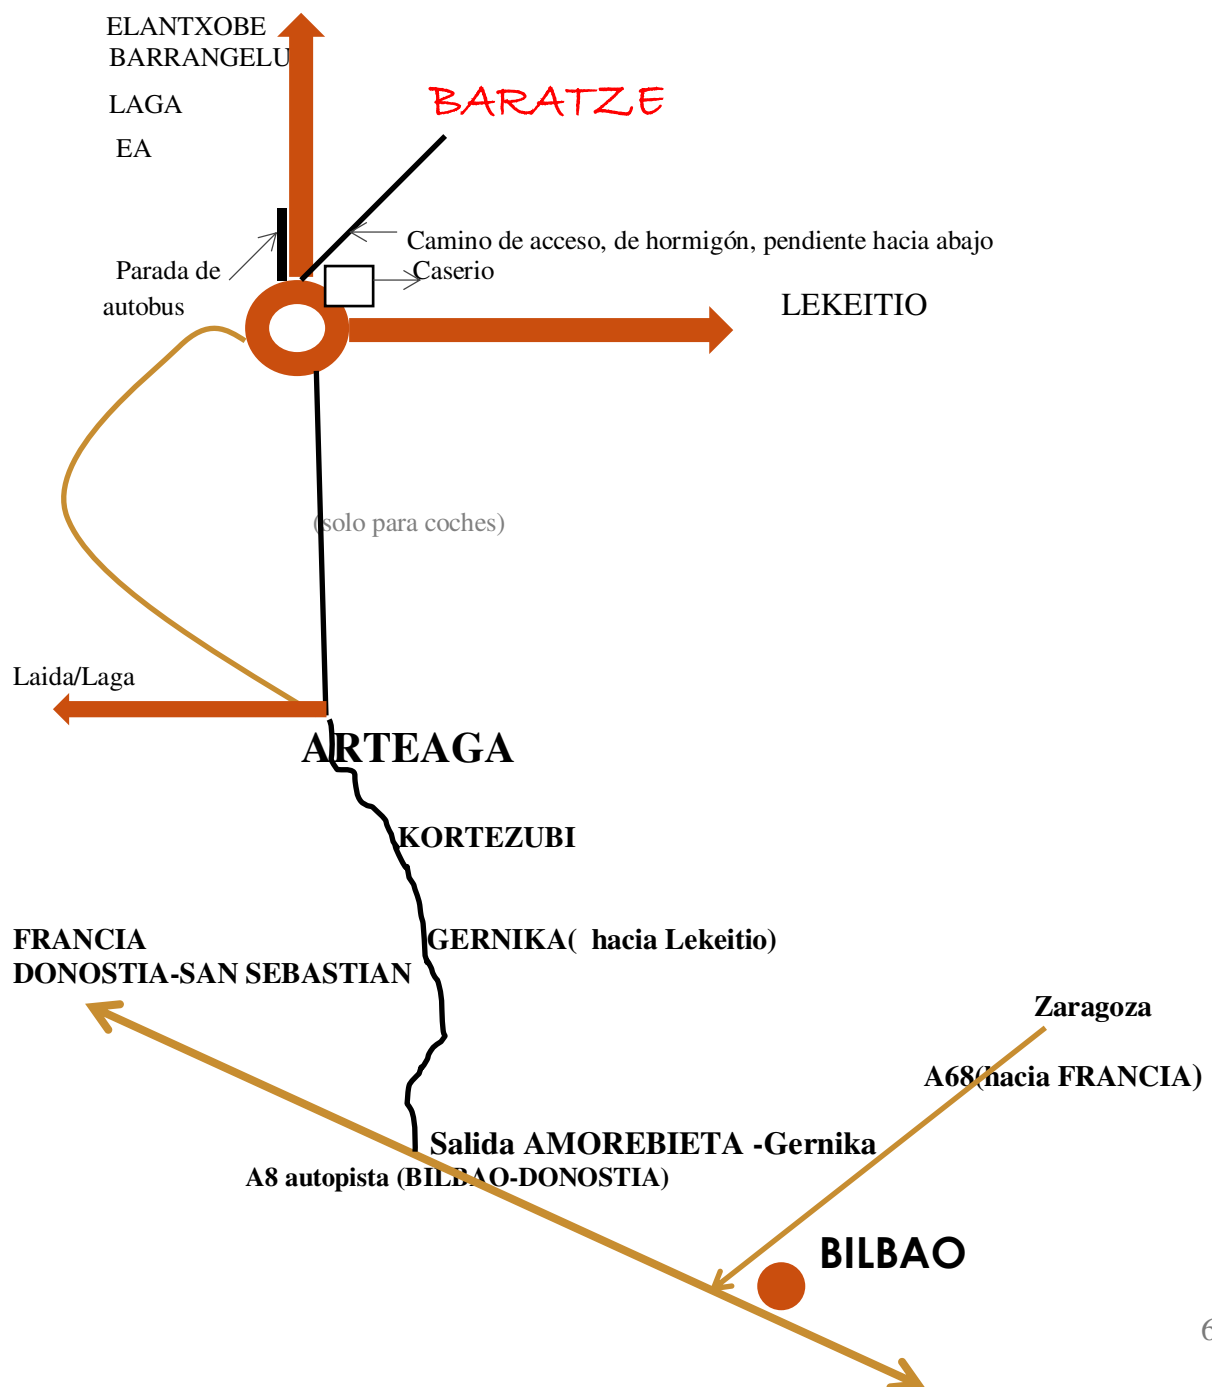 ELANTXOBE
BARRANGELU
LAGA
BARATZE
EA
Camino de acceso, de hormigón, pendiente hacia abajo
Parada de
autobus
Caserio
LEKEITIO
(solo para coches)
Laida/Laga
ARTEAGA
KORTEZUBI
FRANCIA
DONOSTIA-SAN SEBASTIAN
GERNIKA( hacia Lekeitio)
Zaragoza
A68(hacia FRANCIA)
Salida AMOREBIETA -Gernika
A8 autopista (BILBAO-DONOSTIA)
BILBAO
6